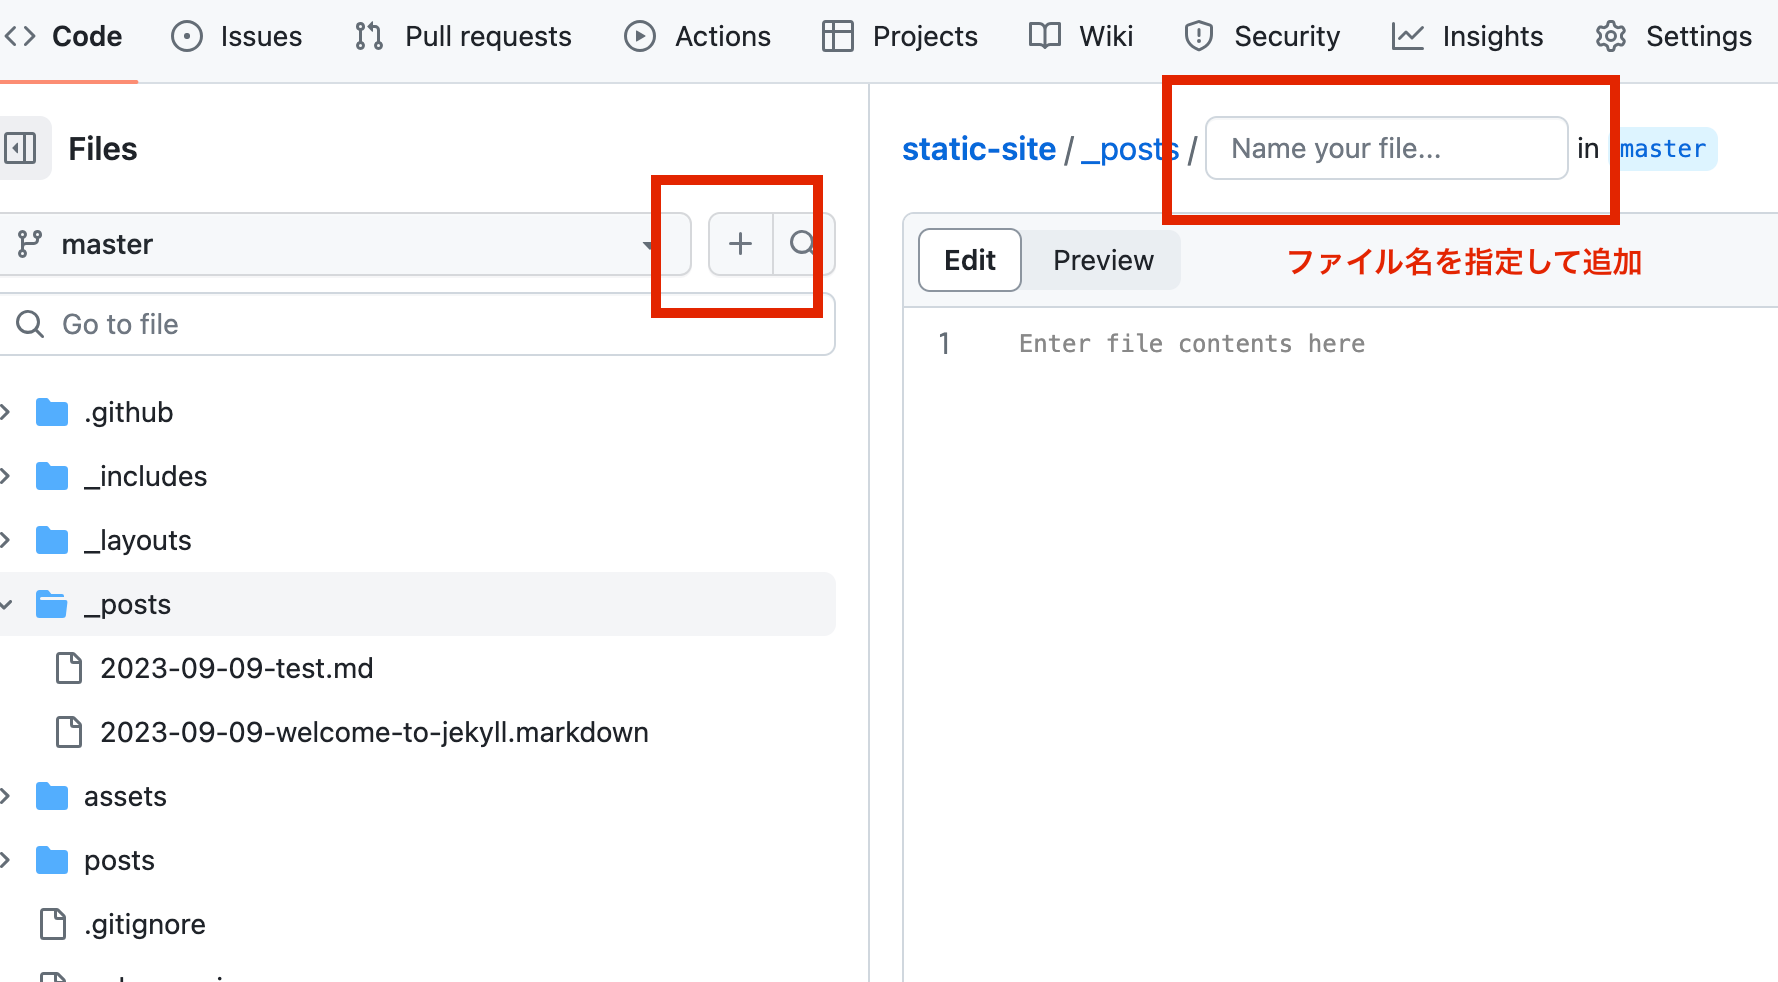 Code Issues Pull requests Actions Projects Wiki Security Insights Settings
Files
master
Go to file
.github
_includes
_layouts
_posts
2023-09-09-test.md
2023-09-09-welcome-to-jekyll.markdown
assets
posts
.gitignore
static-site / _posts / Name your file... in master
Edit Preview
ファイル名を指定して追加
1 Enter file contents here